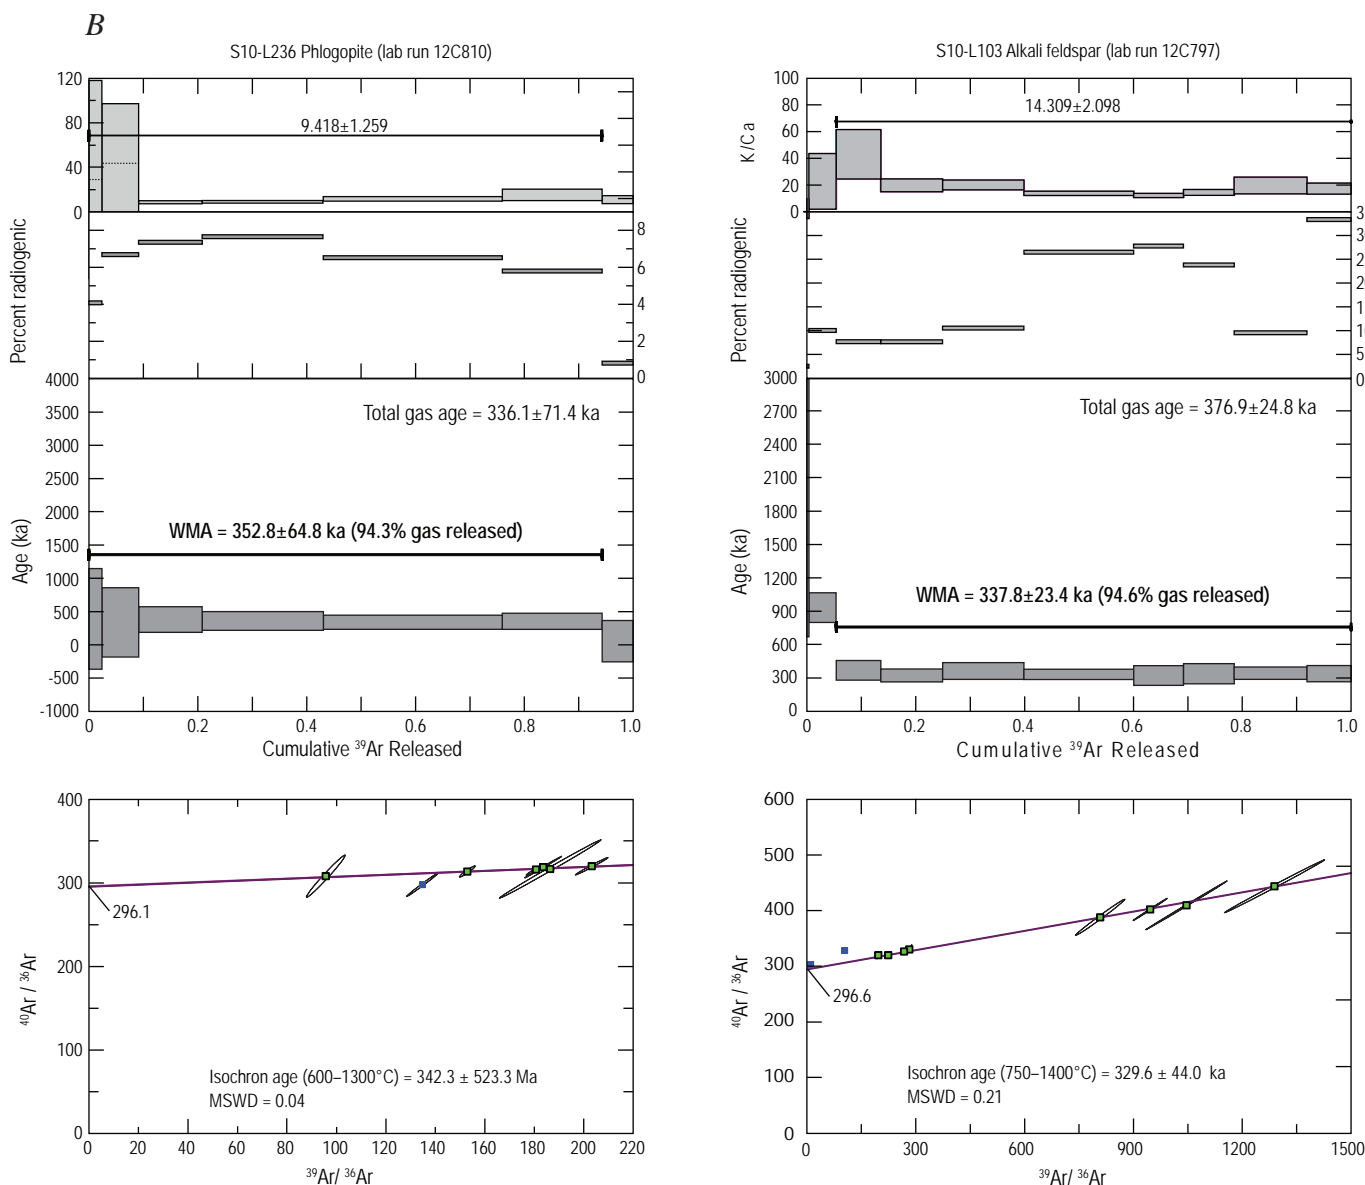 B
S10-L236 Phlogopite (lab run 12C810)
120
80
40
0
9.418±1.259
Percent radiogenic
8
6
4
2
0
4000
3500
3000
2500
2000
1500
1000
500
0
-500
-1000
Age (ka)
Total gas age = 336.1±71.4 ka
WMA = 352.8±64.8 ka (94.3% gas released)
0 0.2 0.4 0.6 0.8 1.0
Cumulative ³⁹Ar Released
400
300
200
100
0
⁴⁰Ar / ³⁶Ar
296.1
Isochron age (600–1300°C) = 342.3 ± 523.3 Ma
MSWD = 0.04
0 20 40 60 80 100 120 140 160 180 200 220
³⁹Ar/ ³⁶Ar
S10-L103 Alkali feldspar (lab run 12C797)
100
80
60
40
20
0
K/Ca
14.309±2.098
Percent radiogenic
3
3
2
2
1
1
5
0
3000
2700
2400
2100
1800
1500
1200
900
600
300
0
Age (ka)
Total gas age = 376.9±24.8 ka
WMA = 337.8±23.4 ka (94.6% gas released)
0 0.2 0.4 0.6 0.8 1.0
Cumulative ³⁹Ar Released
600
500
400
300
200
100
0
⁴⁰Ar / ³⁶Ar
296.6
Isochron age (750–1400°C) = 329.6 ± 44.0 ka
MSWD = 0.21
0 300 600 900 1200 1500
³⁹Ar/ ³⁶Ar